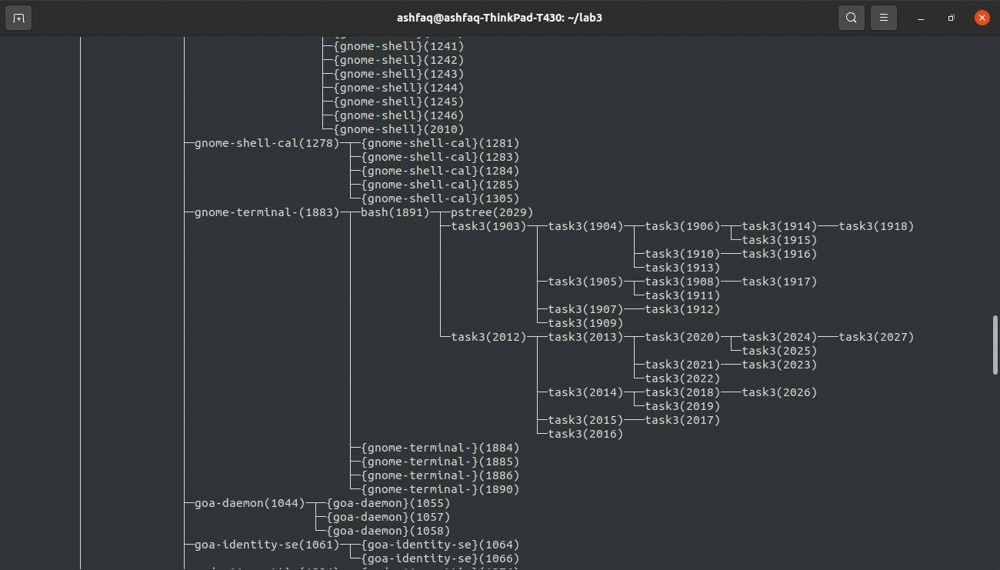 ashfaq@ashfaq-ThinkPad-T430: ~/lab3
{gnome-shell}(1241)
{gnome-shell}(1242)
{gnome-shell}(1243)
{gnome-shell}(1244)
{gnome-shell}(1245)
{gnome-shell}(1246)
{gnome-shell}(2010)
gnome-shell-cal(1278) {gnome-shell-cal}(1281)
{gnome-shell-cal}(1283)
{gnome-shell-cal}(1284)
{gnome-shell-cal}(1285)
{gnome-shell-cal}(1305)
gnome-terminal-(1883) bash(1891) pstree(2029)
task3(1903) task3(1904) task3(1906) task3(1914) task3(1918)
task3(1915)
task3(1910) task3(1916)
task3(1913)
task3(1905) task3(1908) task3(1917)
task3(1911)
task3(1907) task3(1912)
task3(1909)
task3(2012) task3(2013) task3(2020) task3(2024) task3(2027)
task3(2025)
task3(2021) task3(2023)
task3(2022)
task3(2014) task3(2018) task3(2026)
task3(2019)
task3(2015) task3(2017)
task3(2016)
{gnome-terminal-}(1884)
{gnome-terminal-}(1885)
{gnome-terminal-}(1886)
{gnome-terminal-}(1890)
goa-daemon(1044) {goa-daemon}(1055)
{goa-daemon}(1057)
{goa-daemon}(1058)
goa-identity-se(1061) {goa-identity-se}(1064)
{goa-identity-se}(1066)